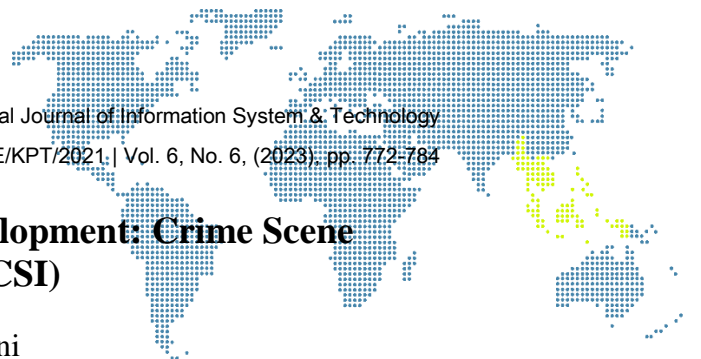 al Journal of Information System & Technology
E/KPT/2021 | Vol. 6, No. 6, (2023), pp. 772-784
lopment: Crime Scene
CSI)
ni